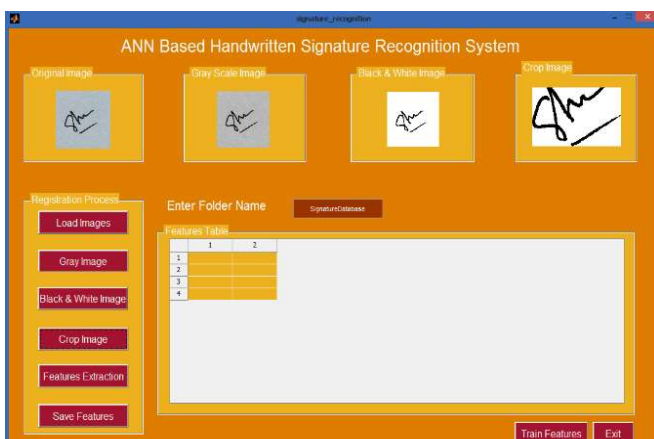 signature_recognition
ANN Based Handwritten Signature Recognition System
Original Image
Gray Scale Image
Black & White Image
Crop Image
Registration Process
Load Images
Gray Image
Black & White Image
Crop Image
Features Extraction
Save Features
Enter Folder Name
SignatureDatabase
Features Table
1 2
1
2
3
4
Train Features
Exit